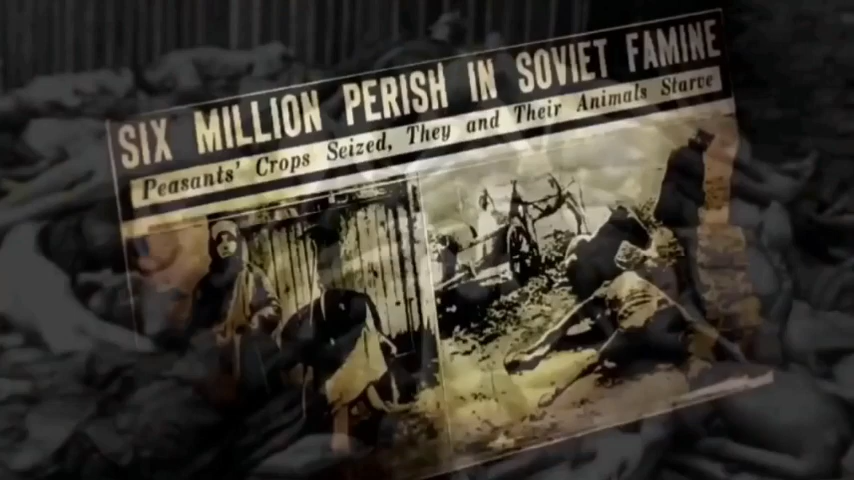 SIX MILLION PERISH IN SOVIET FAMINE
Peasants' Crops Seized, They and Their Animals Starve